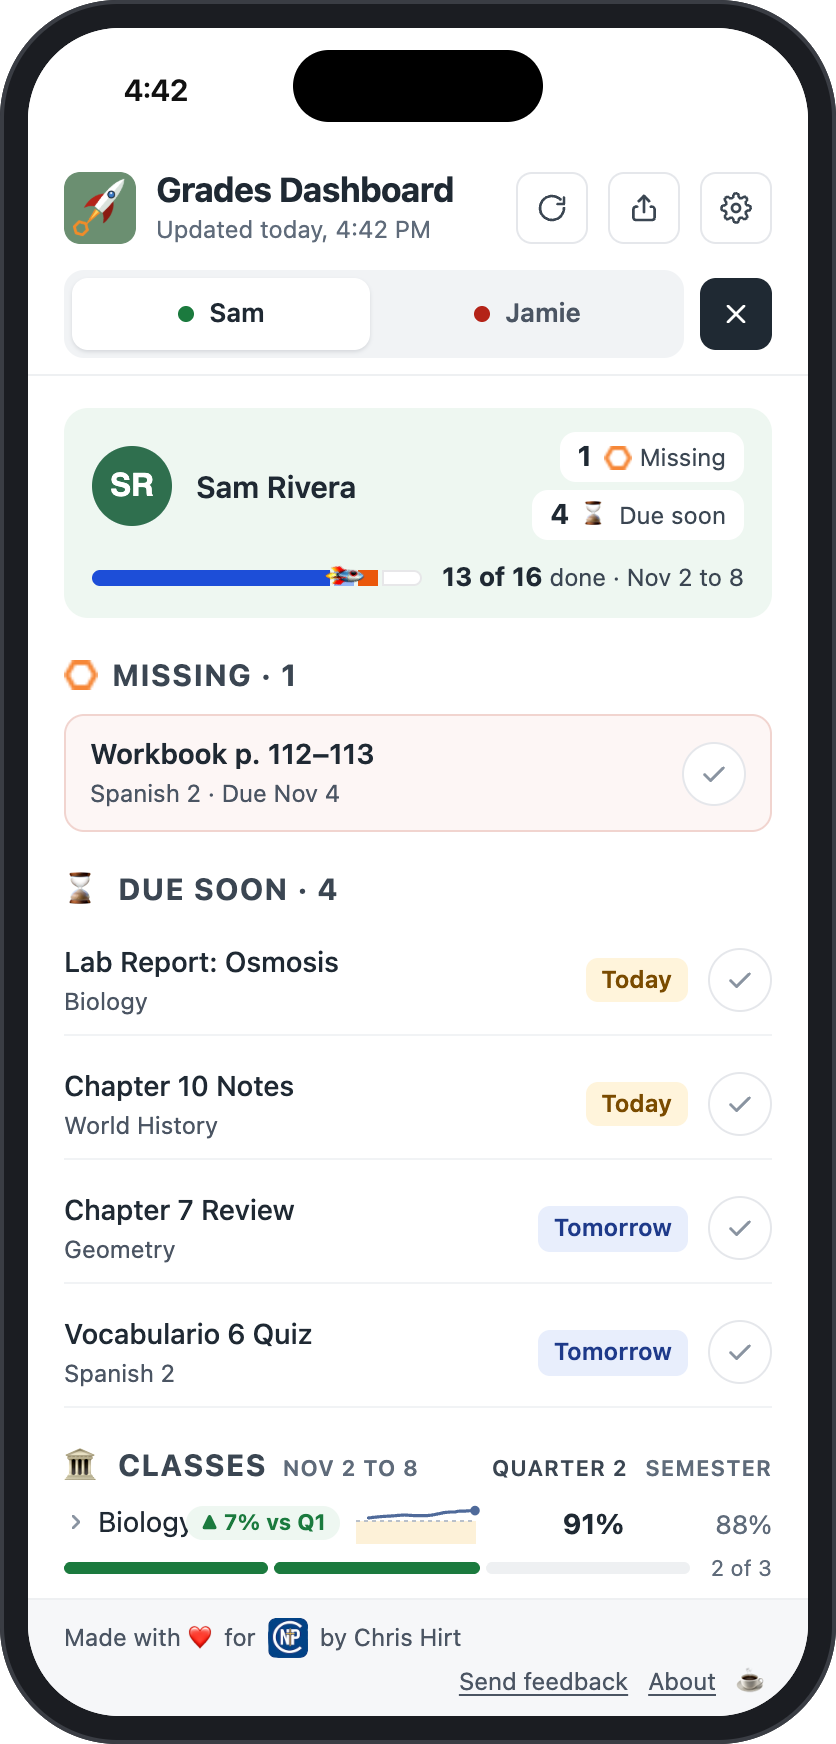 4:42
Grades Dashboard
Updated today, 4:42 PM
Sam
Jamie
SR
Sam Rivera
1 Missing
4 Due soon
13 of 16 done · Nov 2 to 8
MISSING · 1
Workbook p. 112–113
Spanish 2 · Due Nov 4
DUE SOON · 4
Lab Report: Osmosis
Biology
Today
Chapter 10 Notes
World History
Today
Chapter 7 Review
Geometry
Tomorrow
Vocabulario 6 Quiz
Spanish 2
Tomorrow
CLASSES NOV 2 TO 8 QUARTER 2 SEMESTER
Biology ▲ 7% vs Q1 91% 88%
2 of 3
Made with ❤️ for NP by Chris Hirt
Send feedback About